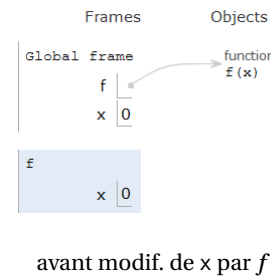 Frames Objects
Global frame function
f f(x)
x 0
f
x 0
avant modif. de x par f